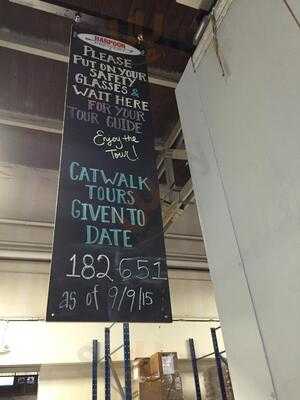 HARPOON
PLEASE
PUT ON YOUR
SAFETY
GLASSES &
WAIT HERE
FOR YOUR
TOUR GUIDE
Enjoy the
Tour!
CATWALK
TOURS
GIVEN TO
DATE
182,651
as of 9/9/15